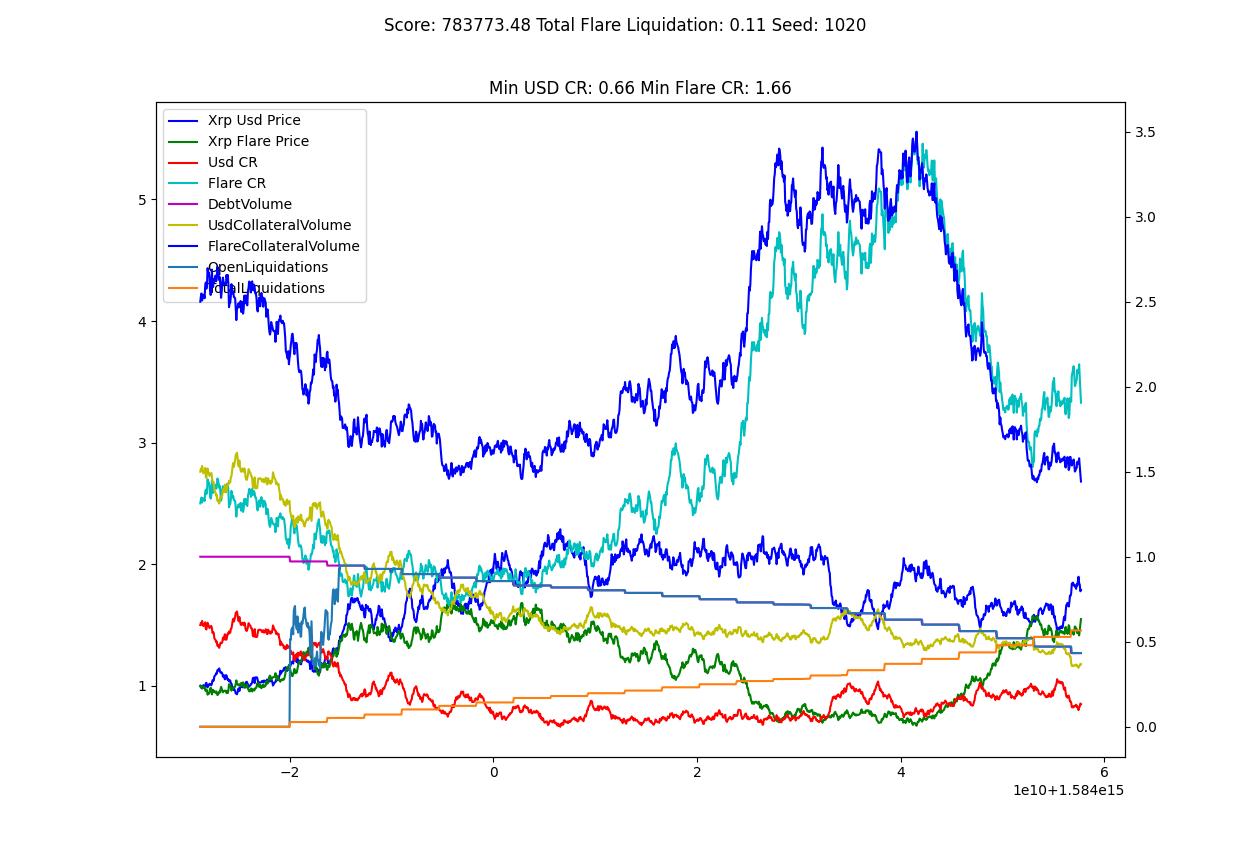 Score: 783773.48 Total Flare Liquidation: 0.11 Seed: 1020
Min USD CR: 0.66 Min Flare CR: 1.66
Xrp Usd Price
Xrp Flare Price
Usd CR
Flare CR
DebtVolume
UsdCollateralVolume
FlareCollateralVolume
OpenLiquidations
TotalLiquidations
5
4
3
2
1
3.5
3.0
2.5
2.0
1.5
1.0
0.5
0.0
−2
0
2
4
6
1e10+1.584e15